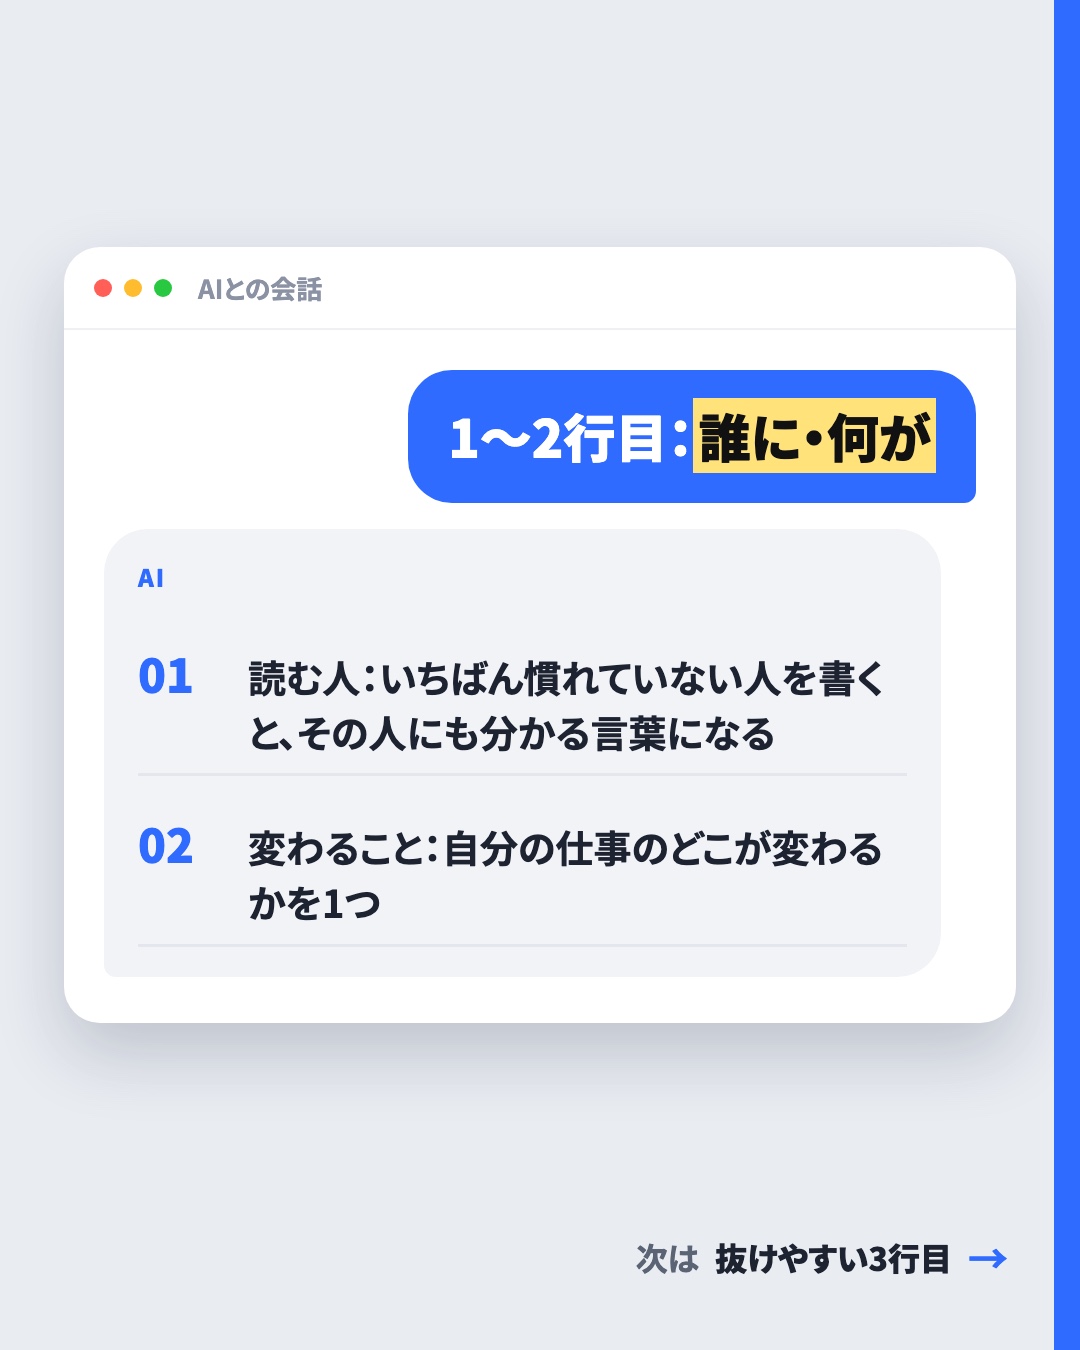 AIとの会話
1〜2行目：誰に・何が
AI
01
読む人：いちばん慣れていない人を書く
と、その人にも分かる言葉になる
02
変わること：自分の仕事のどこが変わる
かを1つ
次は 抜けやすい3行目 →